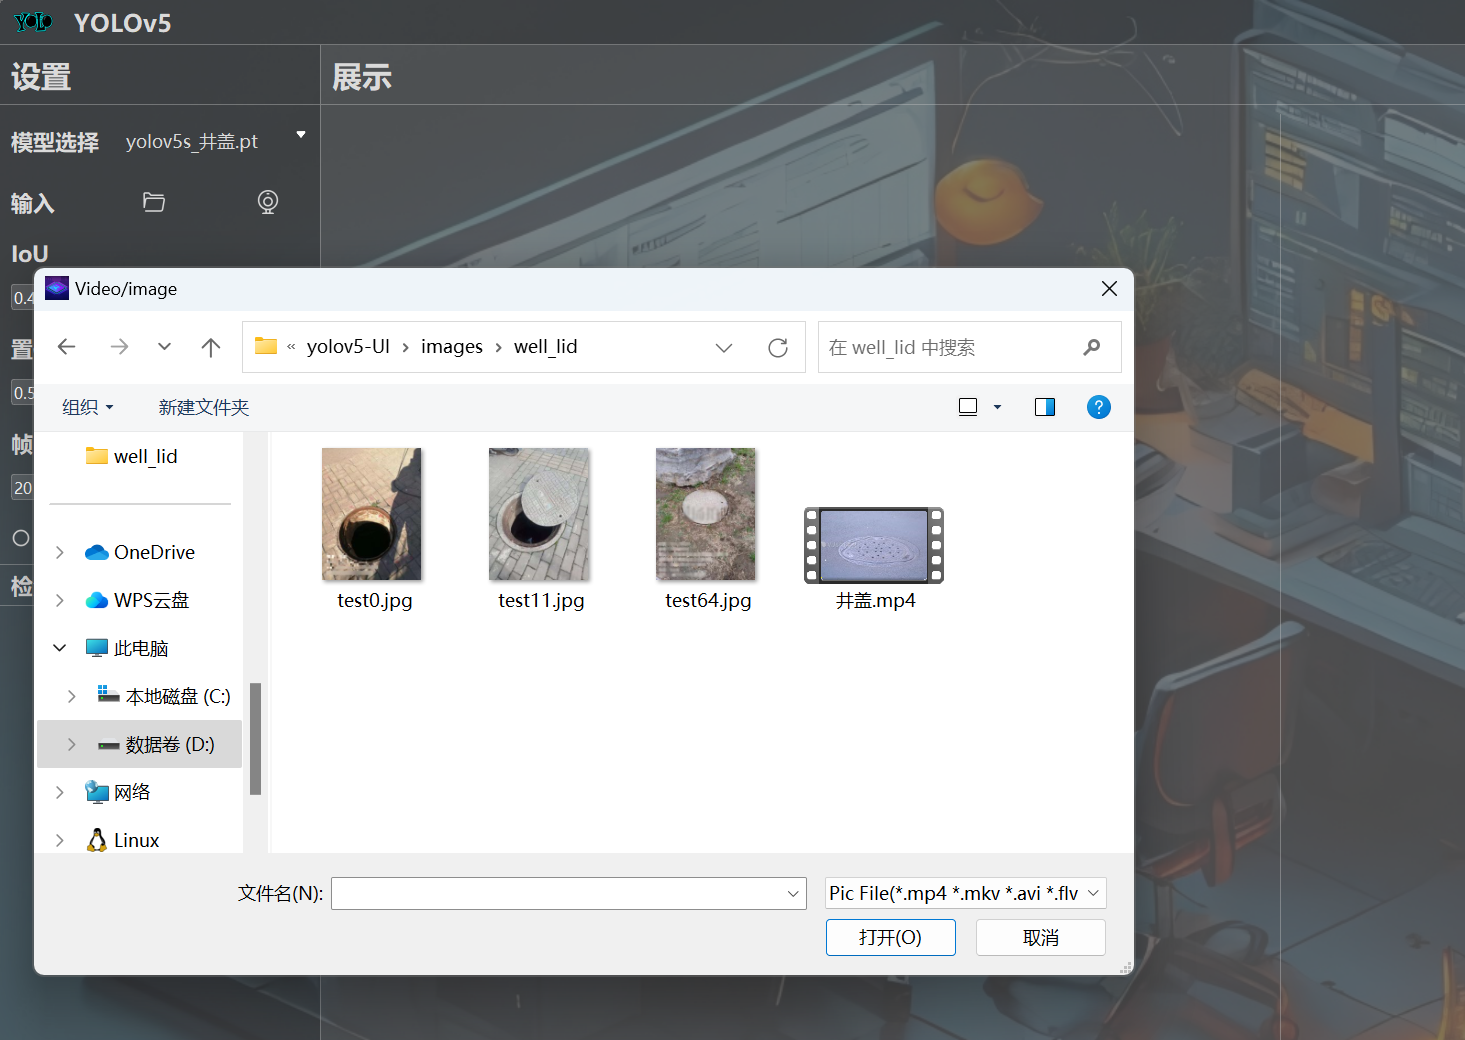 YOLO YOLOv5
设置
展示
模型选择 yolov5s_井盖.pt
输入
IoU
0.4
置
0.5
帧
20
检
Video/image
« yolov5-UI › images › well_lid
在 well_lid 中搜索
组织 新建文件夹
?
well_lid
OneDrive
WPS云盘
此电脑
本地磁盘 (C:)
数据卷 (D:)
网络
Linux
test0.jpg
test11.jpg
test64.jpg
井盖.mp4
文件名(N):
Pic File(*.mp4 *.mkv *.avi *.flv
打开(O)
取消